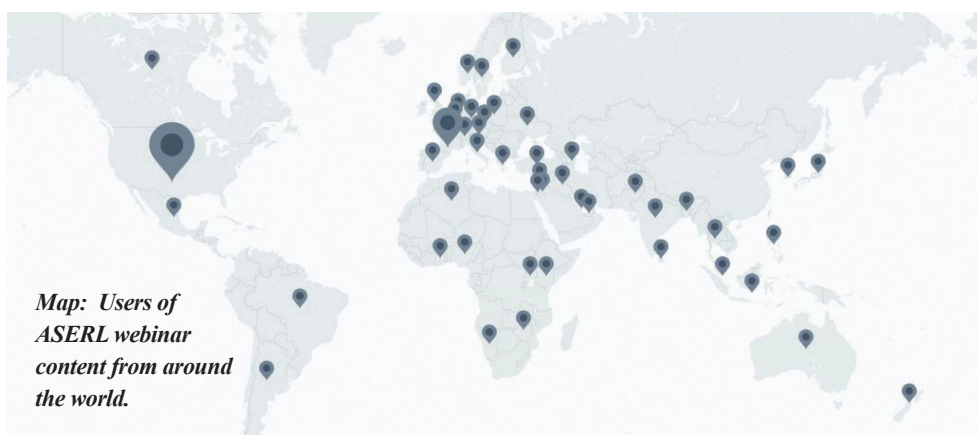 Map:  Users of
ASERL webinar
content from around
the world.